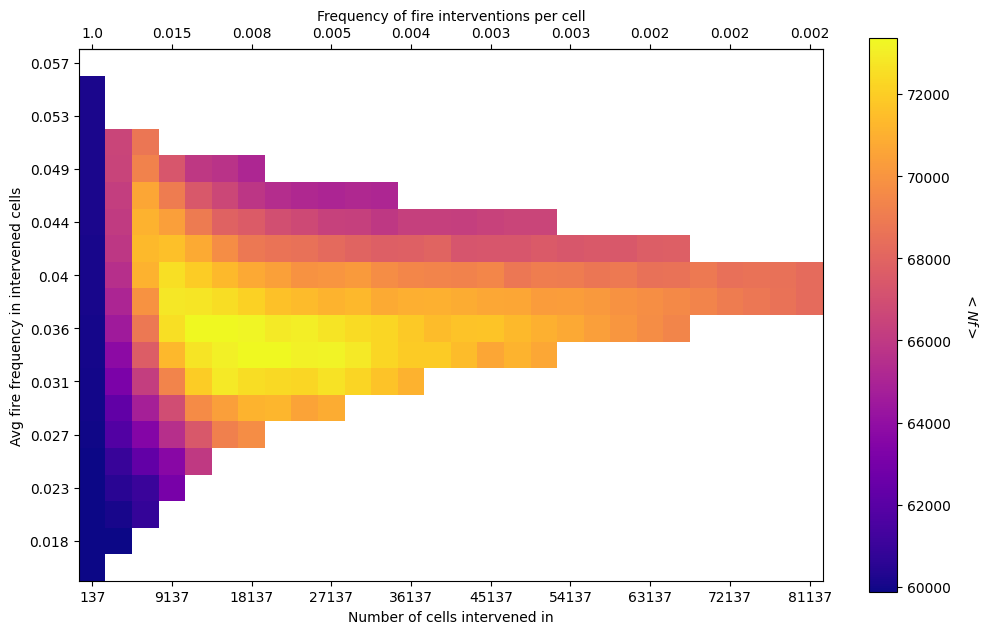 Frequency of fire interventions per cell
1.0 0.015 0.008 0.005 0.004 0.003 0.003 0.002 0.002 0.002
Avg fire frequency in intervened cells
0.057
0.053
0.049
0.044
0.04
0.036
0.031
0.027
0.023
0.018
137 9137 18137 27137 36137 45137 54137 63137 72137 81137
Number of cells intervened in
72000
70000
68000
66000
64000
62000
60000
< Nf >